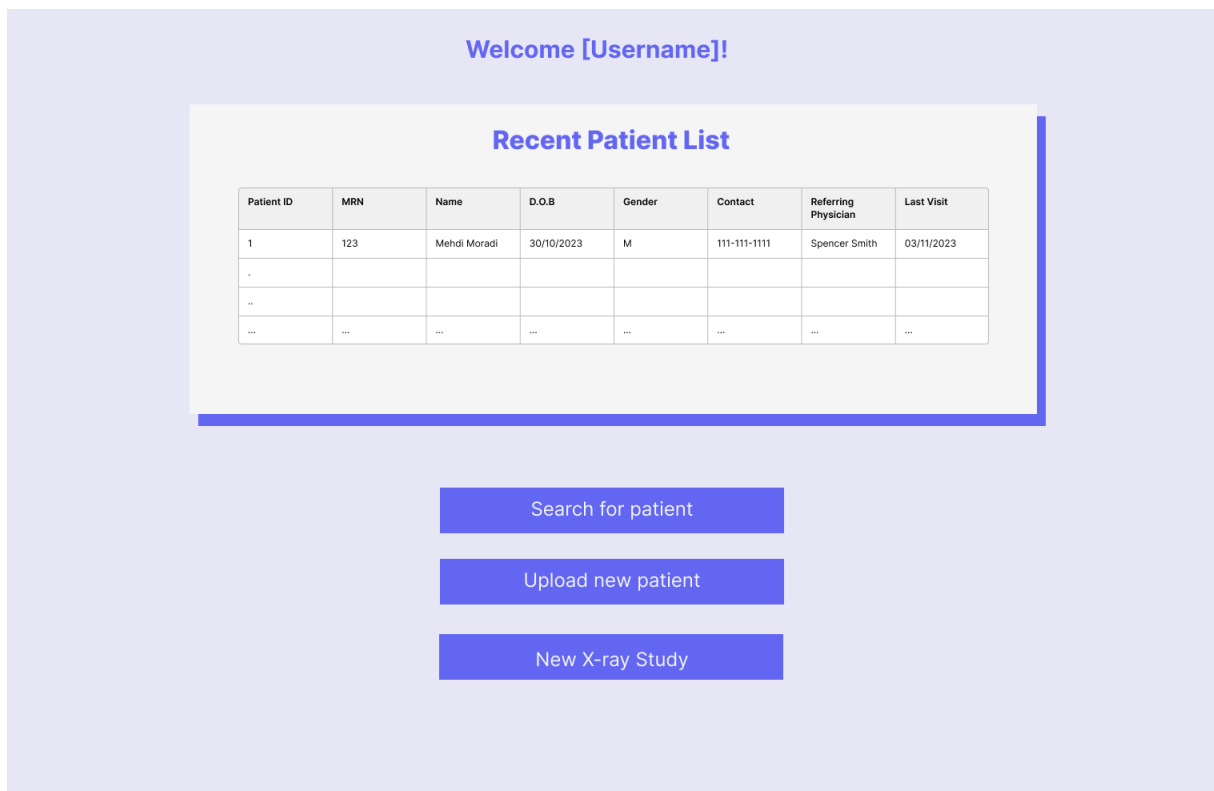 Welcome [Username]!
Recent Patient List
Patient ID MRN Name D.O.B Gender Contact Referring Physician Last Visit
1 123 Mehdi Moradi 30/10/2023 M 111-111-1111 Spencer Smith 03/11/2023
.
..
... ... ... ... ... ... ... ...
Search for patient
Upload new patient
New X-ray Study